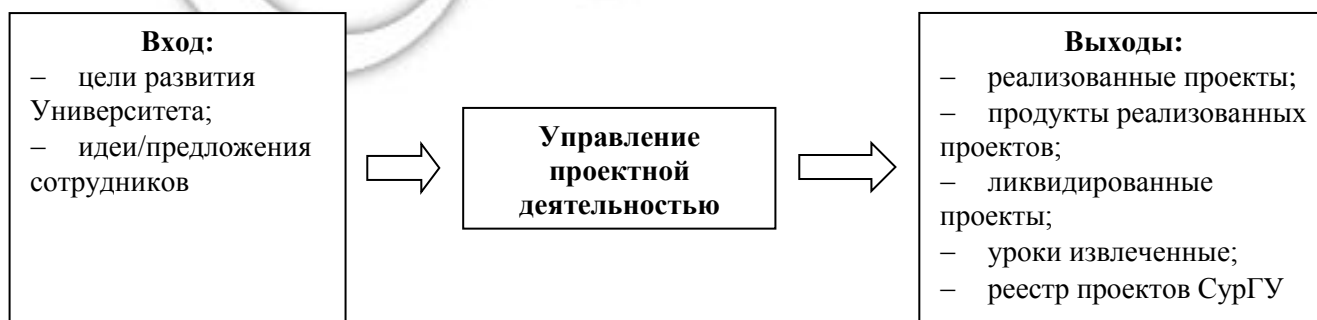 Вход:
– цели развития
Университета;
– идеи/предложения
сотрудников
Управление
проектной
деятельностью
Выходы:
– реализованные проекты;
– продукты реализованных
проектов;
– ликвидированные
проекты;
– уроки извлеченные;
– реестр проектов СурГУ